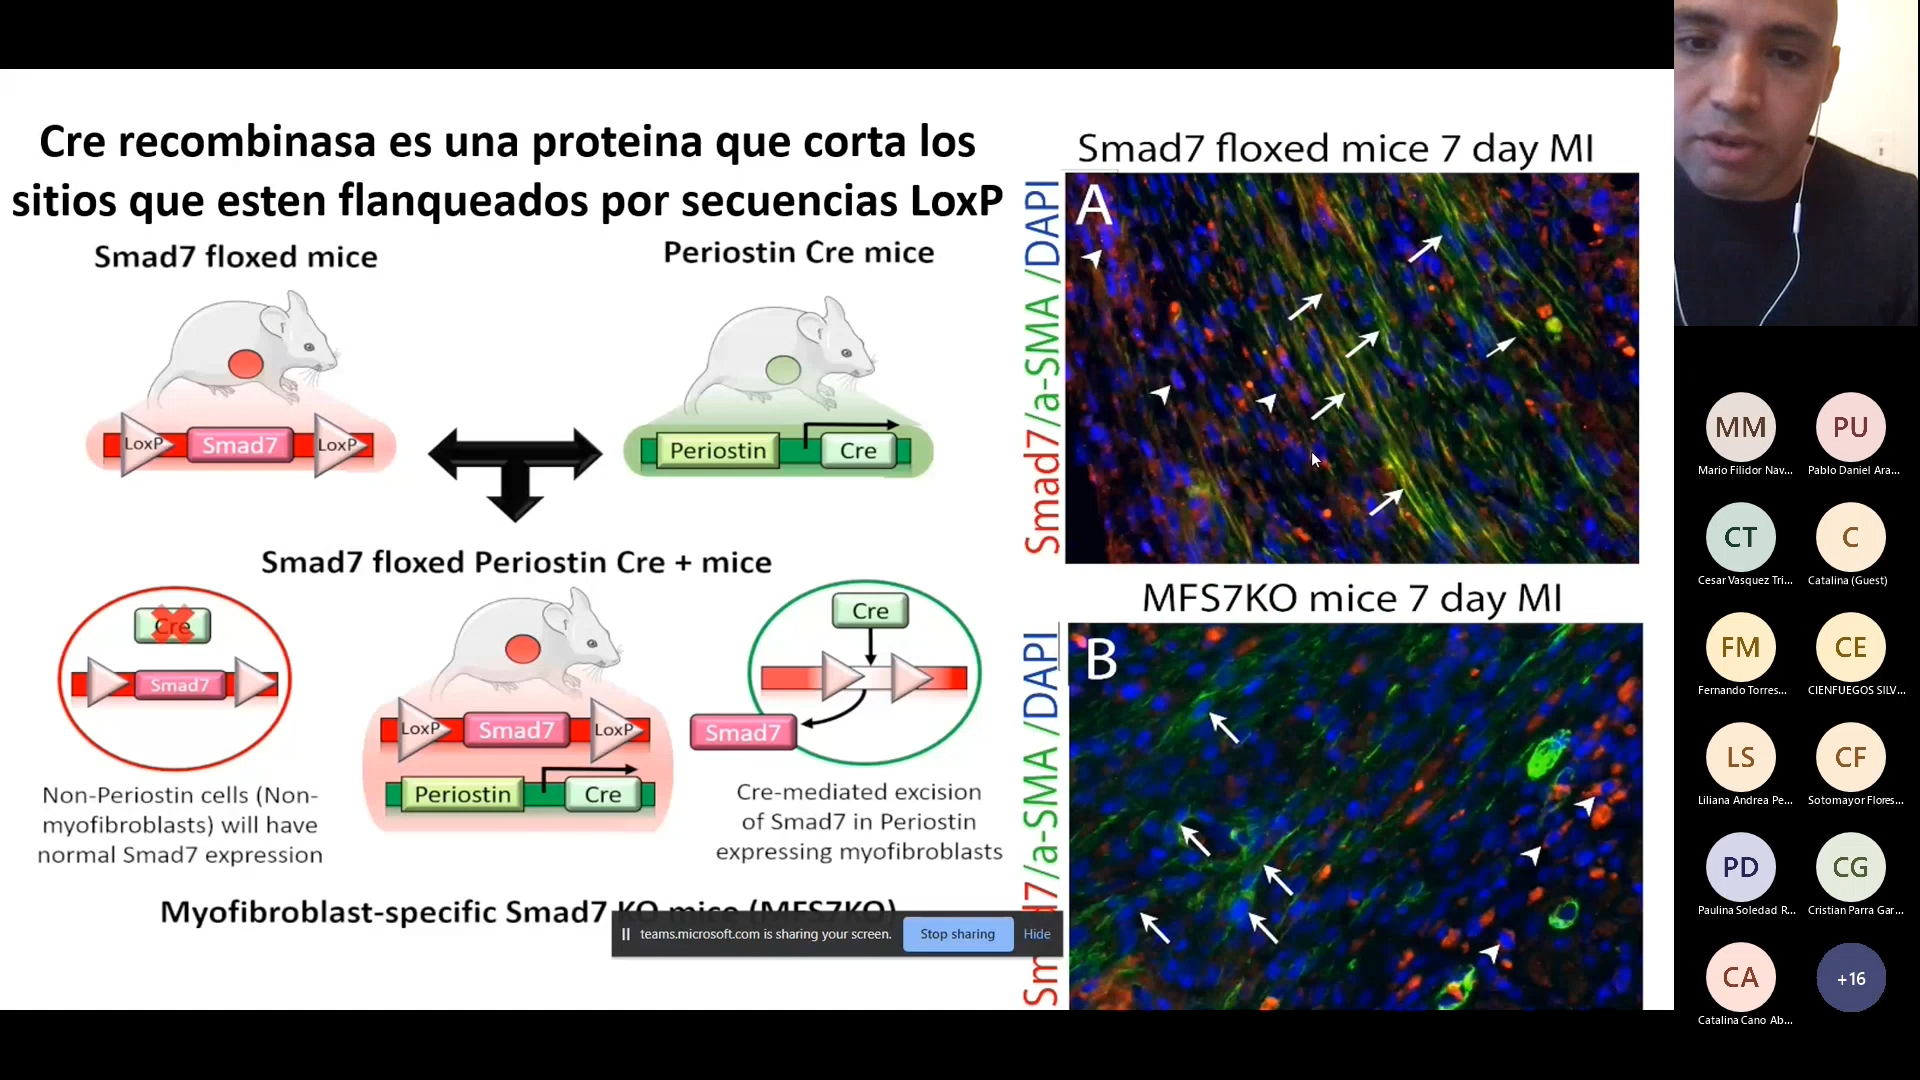 Cre recombinasa es una proteina que corta los
sitios que esten flanqueados por secuencias LoxP
Smad7 floxed mice
Periostin Cre mice
LoxP
Smad7
LoxP
Periostin
Cre
Smad7 floxed Periostin Cre + mice
Cre
Smad7
LoxP
Smad7
LoxP
Periostin
Cre
Cre
Smad7
Non-Periostin cells (Non-
myofibroblasts) will have
normal Smad7 expression
Cre-mediated excision
of Smad7 in Periostin
expressing myofibroblasts
Myofibroblast-specific Smad7 KO mice (MFS7KO)
teams.microsoft.com is sharing your screen.
Stop sharing
Hide
Smad7 floxed mice 7 day MI
Smad7/a-SMA /DAPI
A
MFS7KO mice 7 day MI
Smad7/a-SMA /DAPI
B
MM
Mario Filidor Nav...
PU
Pablo Daniel Ara...
CT
Cesar Vasquez Tri...
C
Catalina (Guest)
FM
Fernando Torres...
CE
CIENFUEGOS SILV...
LS
Liliana Andrea Pe...
CF
Sotomayor Flores...
PD
Paulina Soledad R...
CG
Cristian Parra Gar...
CA
Catalina Cano Ab...
+16